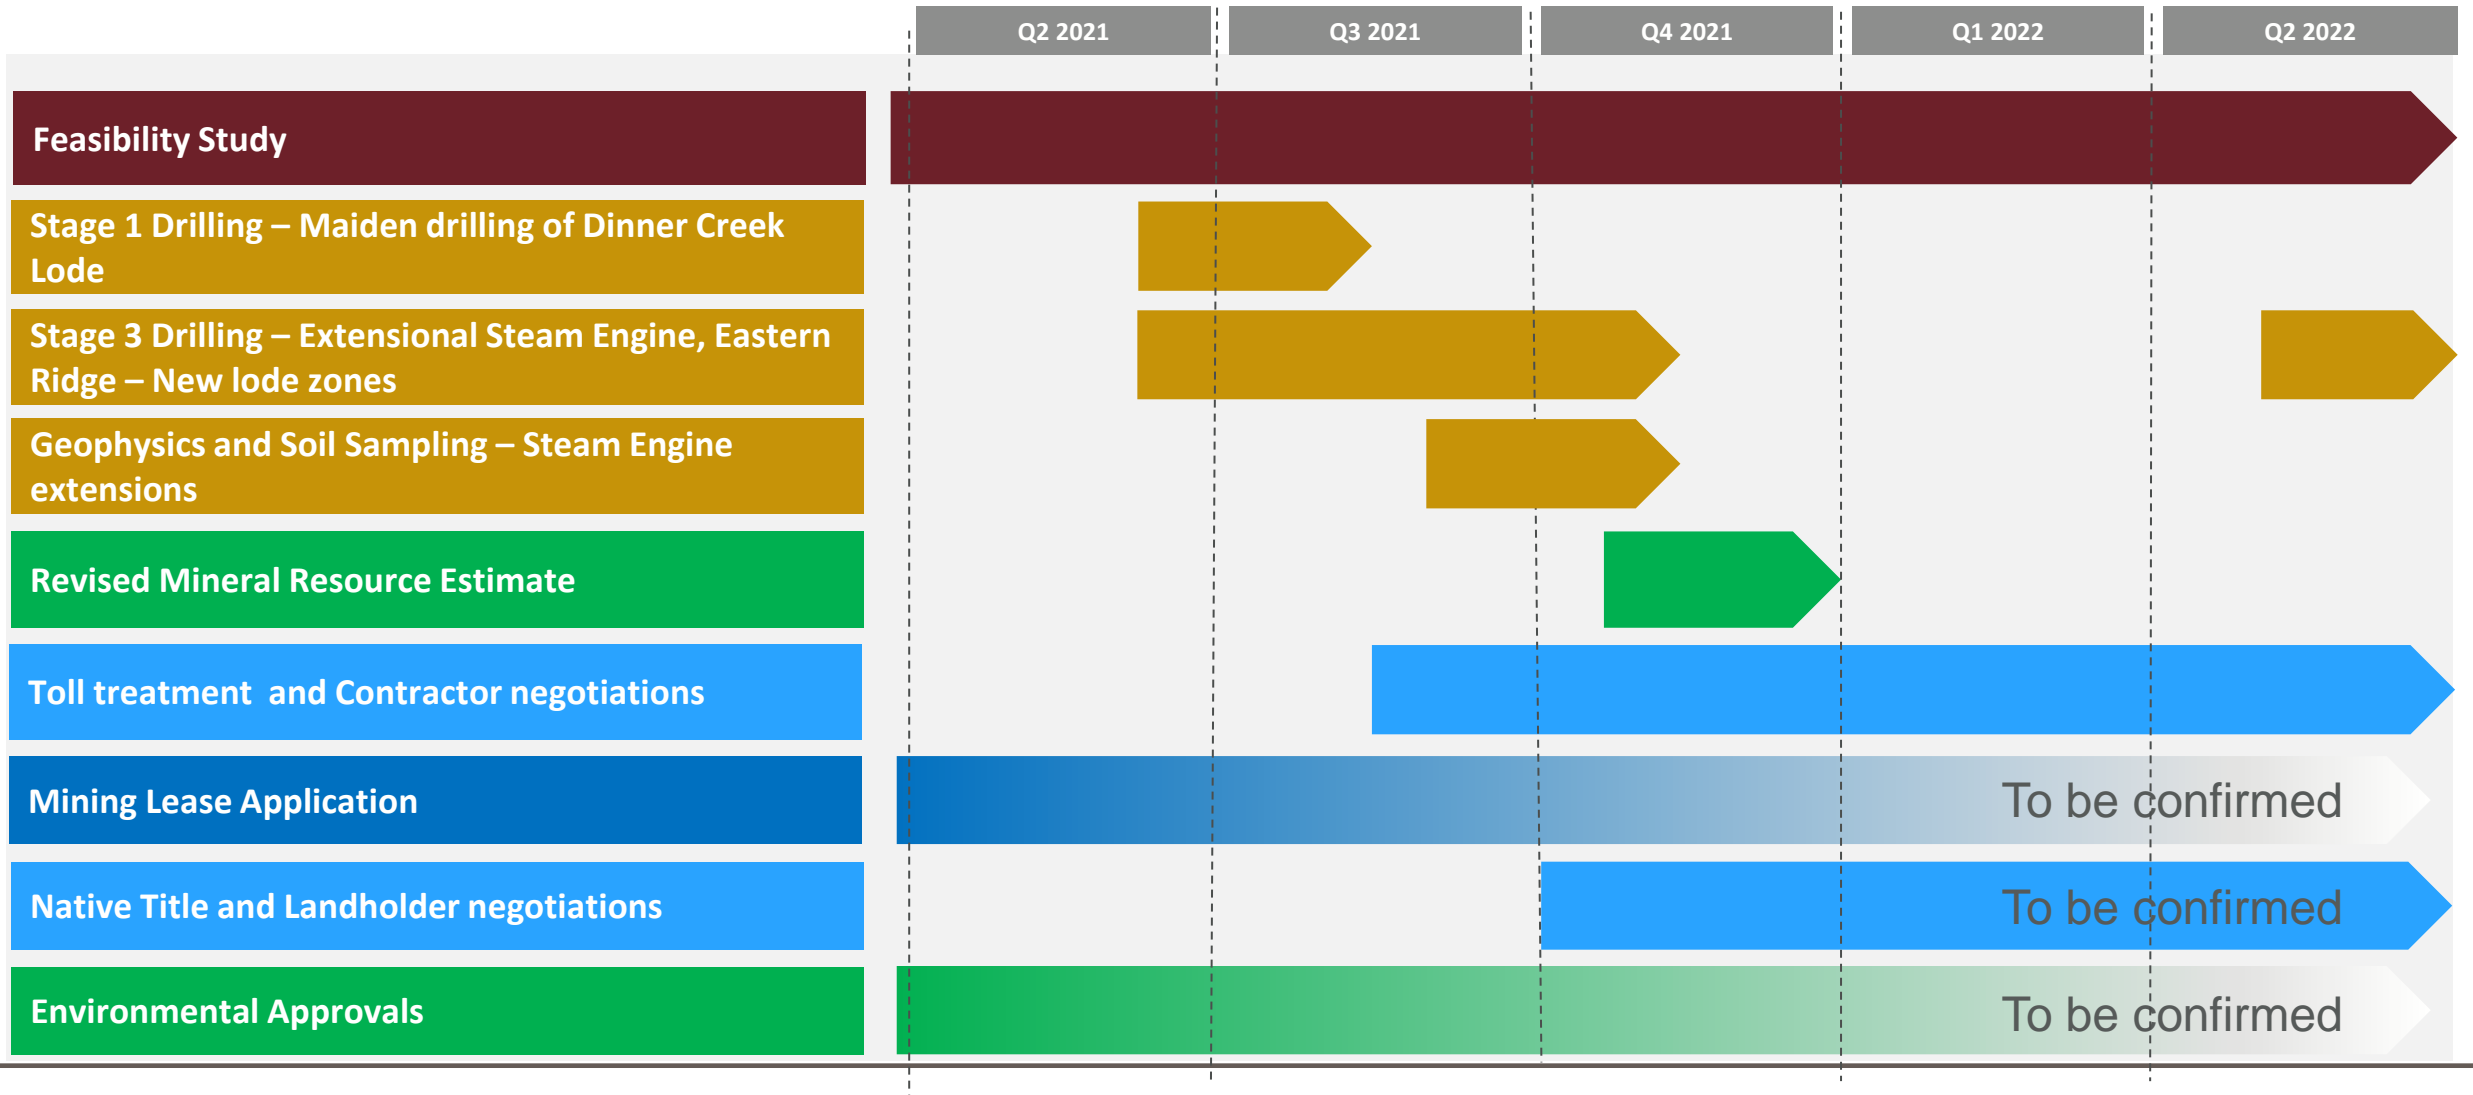 Q2 2021
Q3 2021
Q4 2021
Q1 2022
Q2 2022
Feasibility Study
Stage 1 Drilling – Maiden drilling of Dinner Creek
Lode
Stage 3 Drilling – Extensional Steam Engine, Eastern
Ridge – New lode zones
Geophysics and Soil Sampling – Steam Engine
extensions
Revised Mineral Resource Estimate
Toll treatment  and Contractor negotiations
Mining Lease Application
To be confirmed
Native Title and Landholder negotiations
To be confirmed
Environmental Approvals
To be confirmed